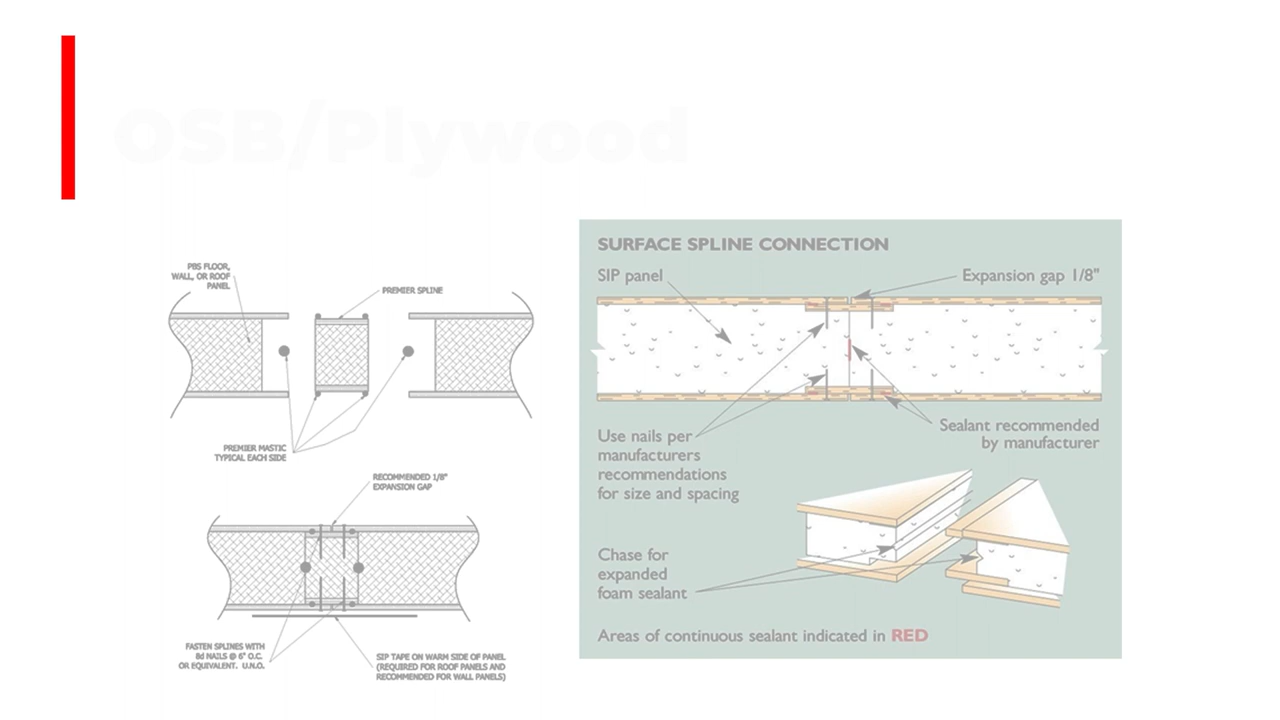 OSB/Plywood
PBS FLOOR,
WALL, OR ROOF
PANEL
PREMIER SPLINE
PREMIER MASTIC
TYPICAL EACH SIDE
RECOMMENDED 1/8"
EXPANSION GAP
FASTEN SPLINES WITH
8d NAILS @ 6" O.C.
OR EQUIVALENT. U.N.O.
SIP TAPE ON WARM SIDE OF PANEL
(REQUIRED FOR ROOF PANELS AND
RECOMMENDED FOR WALL PANELS)
SURFACE SPLINE CONNECTION
SIP panel
Expansion gap 1/8"
Use nails per
manufacturers
recommendations
for size and spacing
Sealant recommended
by manufacturer
Chase for
expanded
foam sealant
Areas of continuous sealant indicated in RED